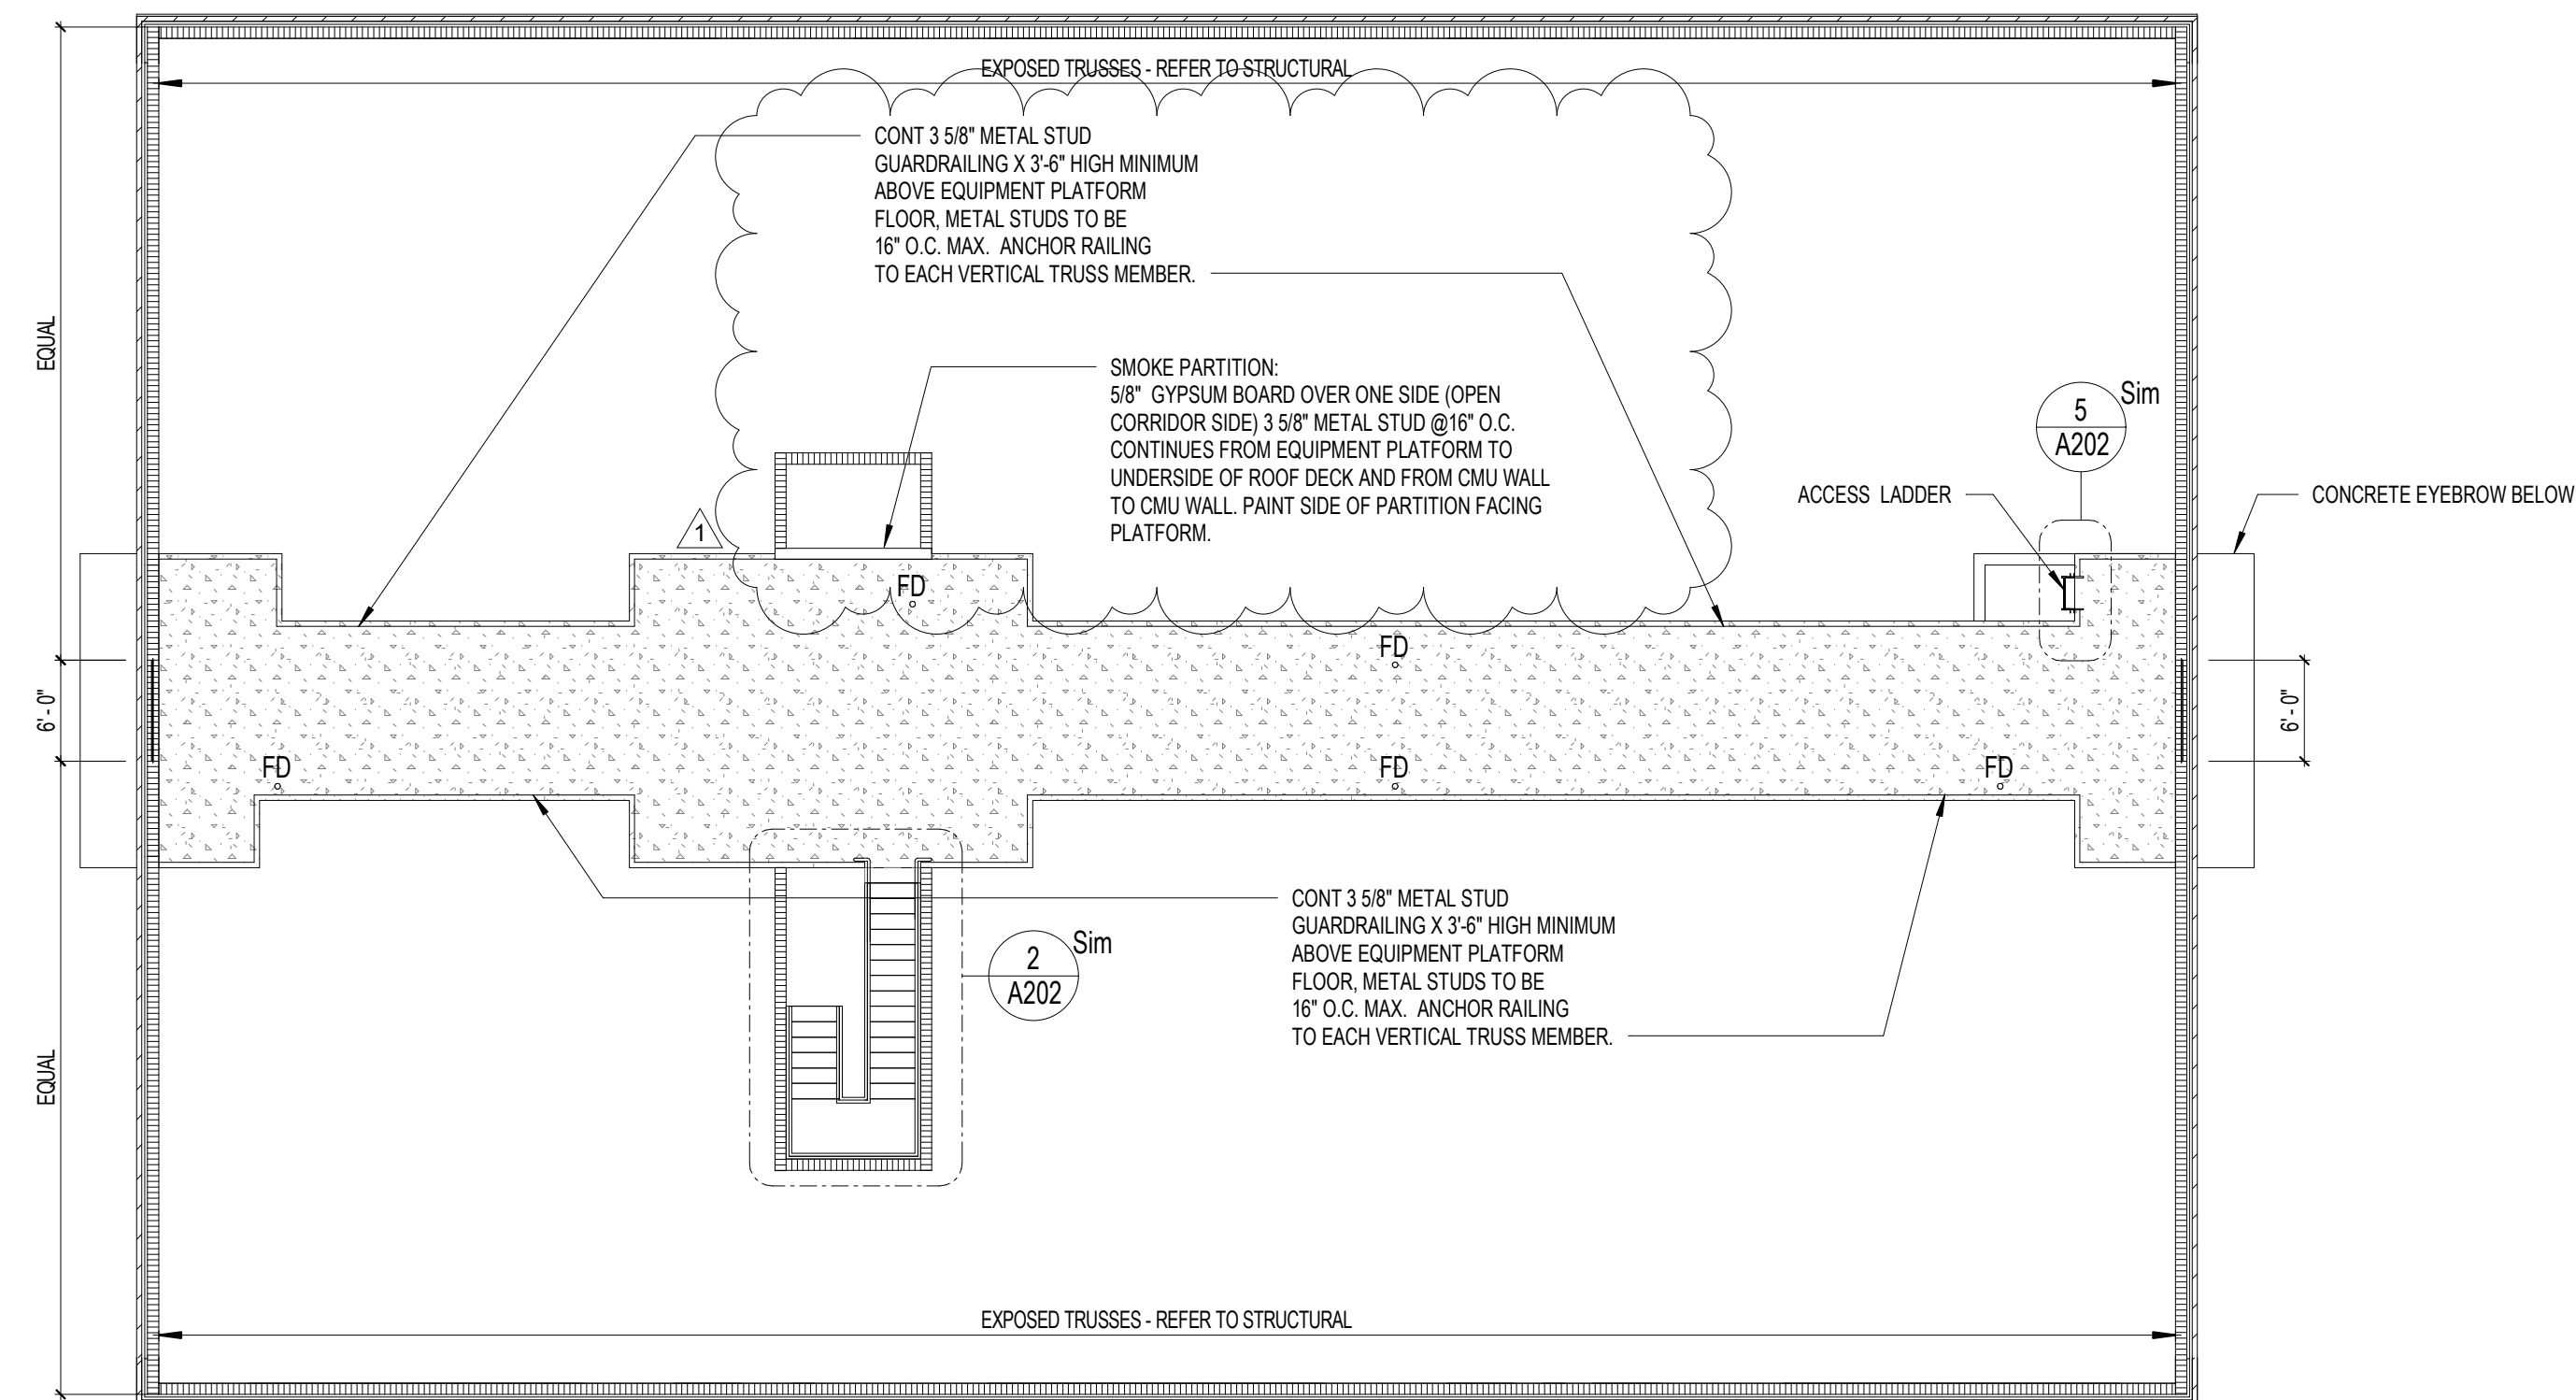 EXPOSED TRUSSES - REFER TO STRUCTURAL
CONT 3 5/8" METAL STUD
GUARDRAILING X 3'-6" HIGH MINIMUM
ABOVE EQUIPMENT PLATFORM
FLOOR, METAL STUDS TO BE
16" O.C. MAX. ANCHOR RAILING
TO EACH VERTICAL TRUSS MEMBER.
EQUAL
SMOKE PARTITION:
5/8" GYPSUM BOARD OVER ONE SIDE (OPEN
CORRIDOR SIDE) 3 5/8" METAL STUD @16" O.C.
CONTINUES FROM EQUIPMENT PLATFORM TO
UNDERSIDE OF ROOF DECK AND FROM CMU WALL
TO CMU WALL. PAINT SIDE OF PARTITION FACING
PLATFORM.
5
A202
Sim
ACCESS LADDER
CONCRETE EYEBROW BELOW
1
FD
FD
6' - 0"
6' - 0"
FD
FD
FD
CONT 3 5/8" METAL STUD
GUARDRAILING X 3'-6" HIGH MINIMUM
ABOVE EQUIPMENT PLATFORM
FLOOR, METAL STUDS TO BE
16" O.C. MAX. ANCHOR RAILING
TO EACH VERTICAL TRUSS MEMBER.
2
A202
Sim
EQUAL
EXPOSED TRUSSES - REFER TO STRUCTURAL